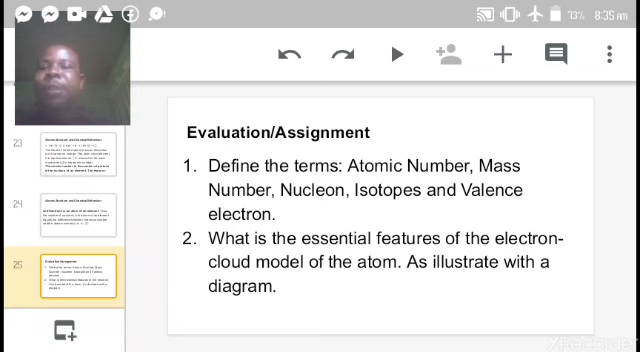 73% 8:35 am
Evaluation/Assignment
1. Define the terms: Atomic Number, Mass
Number, Nucleon, Isotopes and Valence
electron.
2. What is the essential features of the electron-
cloud model of the atom. As illustrate with a
diagram.
23
24
25